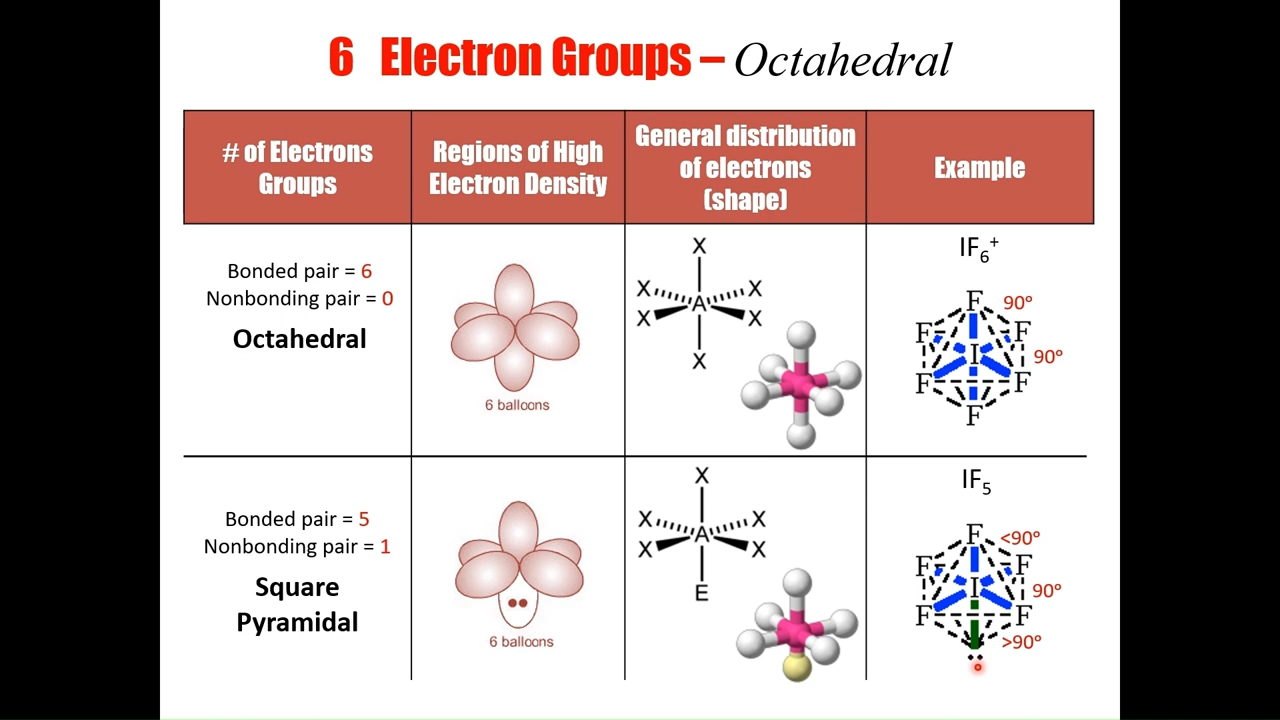 6 Electron Groups – Octahedral
# of Electrons
Groups
Regions of High
Electron Density
General distribution
of electrons
(shape)
Example
Bonded pair = 6
Nonbonding pair = 0
Octahedral
6 balloons
X
X X
A
X X
X
IF₆⁺
F 90°
F F
I 90°
F F
F
Bonded pair = 5
Nonbonding pair = 1
Square
Pyramidal
6 balloons
X
X X
A
X X
E
IF₅
F <90°
F F
I 90°
F F
>90°